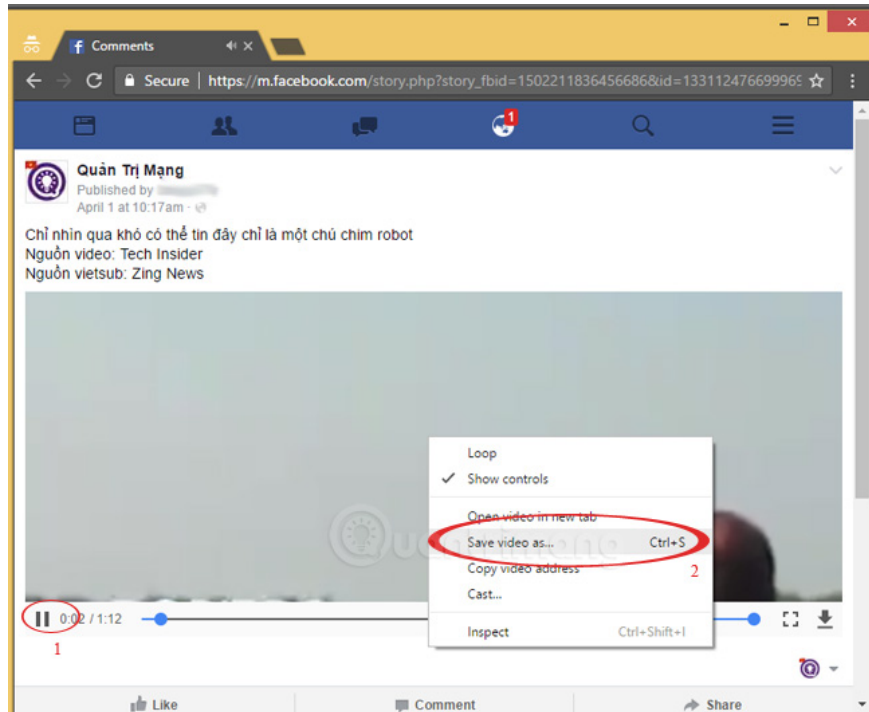 Comments
Secure | https://m.facebook.com/story.php?story_fbid=1502211836456686&id=133112476699969
1
Quản Trị Mạng
Published by
April 1 at 10:17am ·
Chỉ nhìn qua khó có thể tin đây chỉ là một chú chim robot
Nguồn video: Tech Insider
Nguồn vietsub: Zing News
Loop
Show controls
Open video in new tab
Save video as... Ctrl+S
Copy video address
2
Cast...
Inspect Ctrl+Shift+I
0:02 / 1:12
1
Like Comment Share